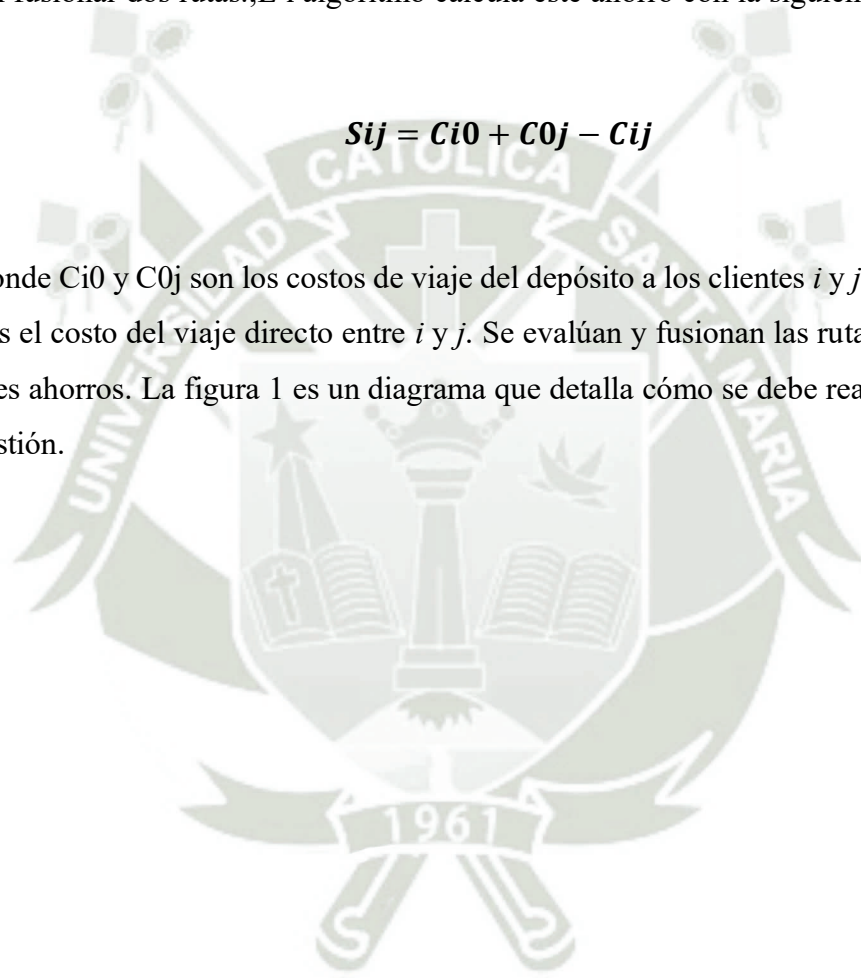 fusionar dos rutas.,E l algoritmo calcula este ahorro con la siguien
Sij = Ci0 + C0j − Cij
onde Ci0 y C0j son los costos de viaje del depósito a los clientes i y j
s el costo del viaje directo entre i y j. Se evalúan y fusionan las ruta
es ahorros. La figura 1 es un diagrama que detalla cómo se debe rea
stión.
UNIVERSIDAD CATOLICA SANTA MARIA
1961